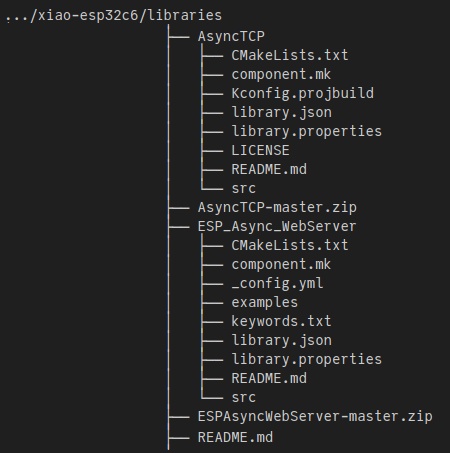 .../xiao-esp32c6/libraries
├── AsyncTCP
│   ├── CMakeLists.txt
│   ├── component.mk
│   ├── Kconfig.projbuild
│   ├── library.json
│   ├── library.properties
│   ├── LICENSE
│   ├── README.md
│   └── src
├── AsyncTCP-master.zip
├── ESP_Async_WebServer
│   ├── CMakeLists.txt
│   ├── component.mk
│   ├── _config.yml
│   ├── examples
│   ├── keywords.txt
│   ├── library.json
│   ├── library.properties
│   ├── README.md
│   └── src
├── ESPAsyncWebServer-master.zip
├── README.md